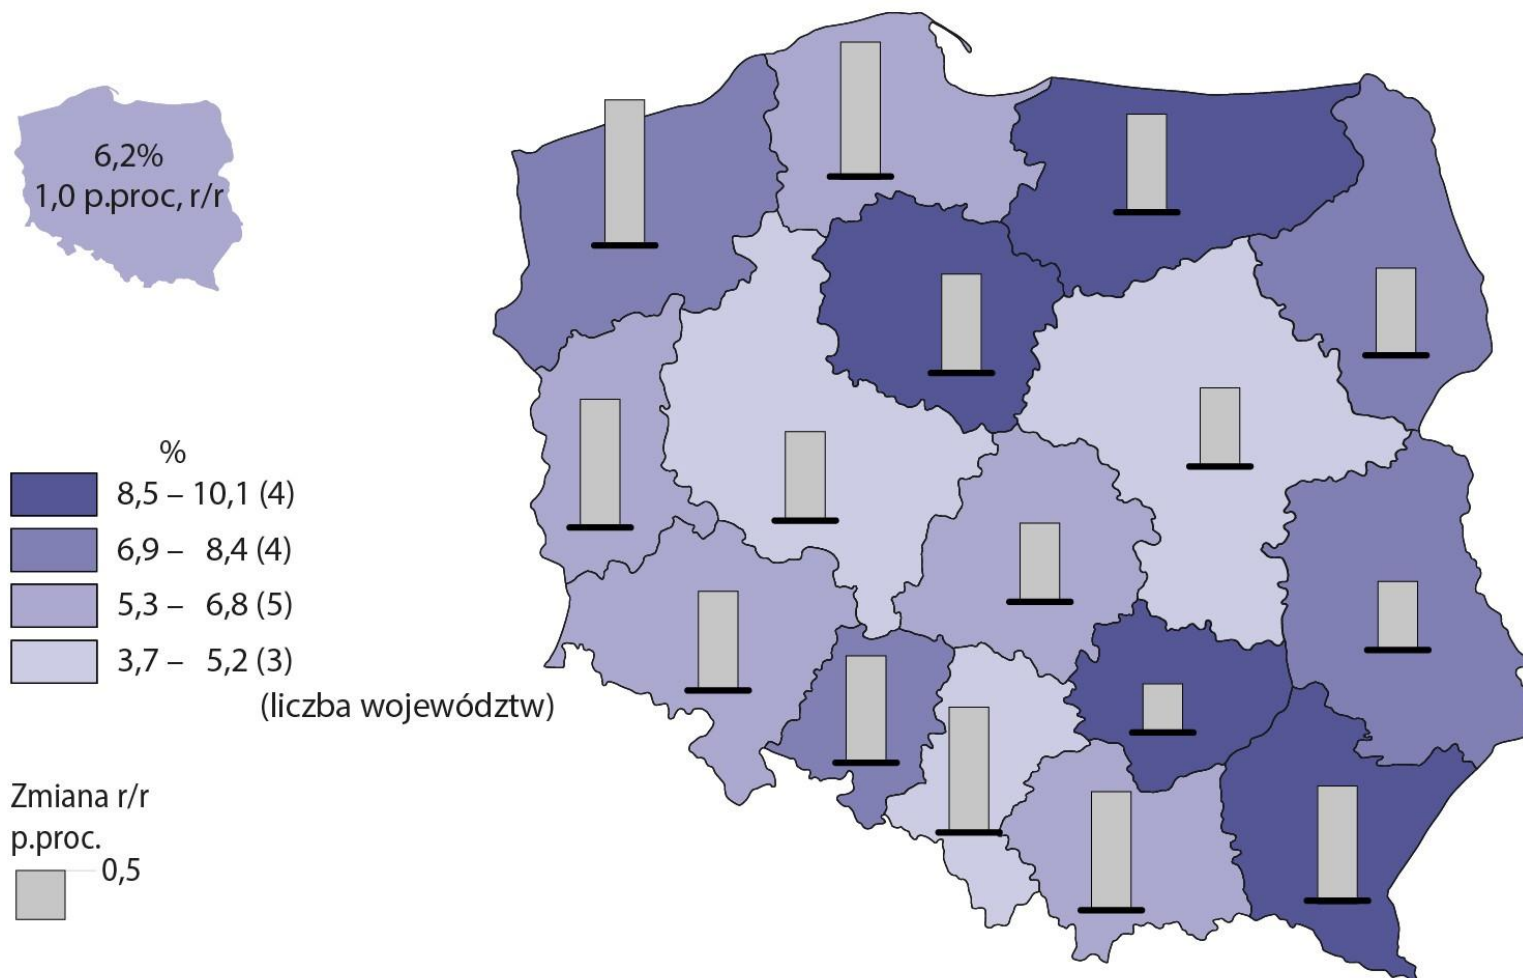 6,2%
1,0 p.proc, r/r
%
8,5 – 10,1 (4)
6,9 – 8,4 (4)
5,3 – 6,8 (5)
3,7 – 5,2 (3)
(liczba województw)
Zmiana r/r
p.proc.
0,5